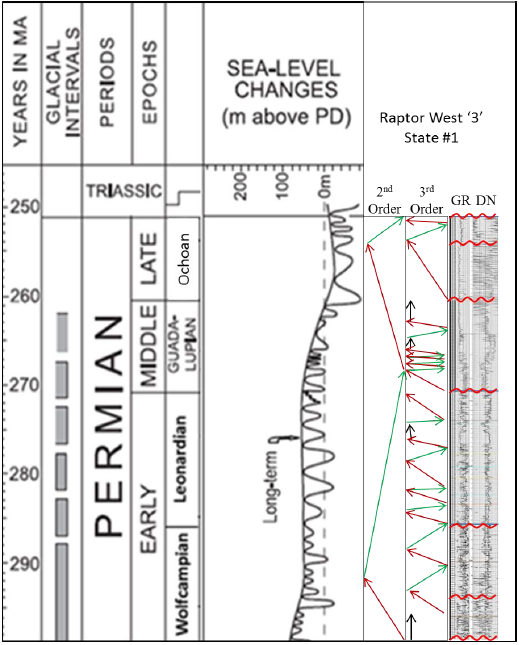 YEARS IN MA
GLACIAL
INTERVALS
PERIODS
EPOCHS
SEA-LEVEL
CHANGES
(m above PD)
Raptor West ‘3’
State #1
TRIASSIC
200
100
0m
2nd
Order
3rd
Order
GR DN
250
260
270
280
290
PERMIAN
LATE
MIDDLE
EARLY
Ochoan
GUADA-
LUPIAN
Leonardian
Wolfcampian
Long-term